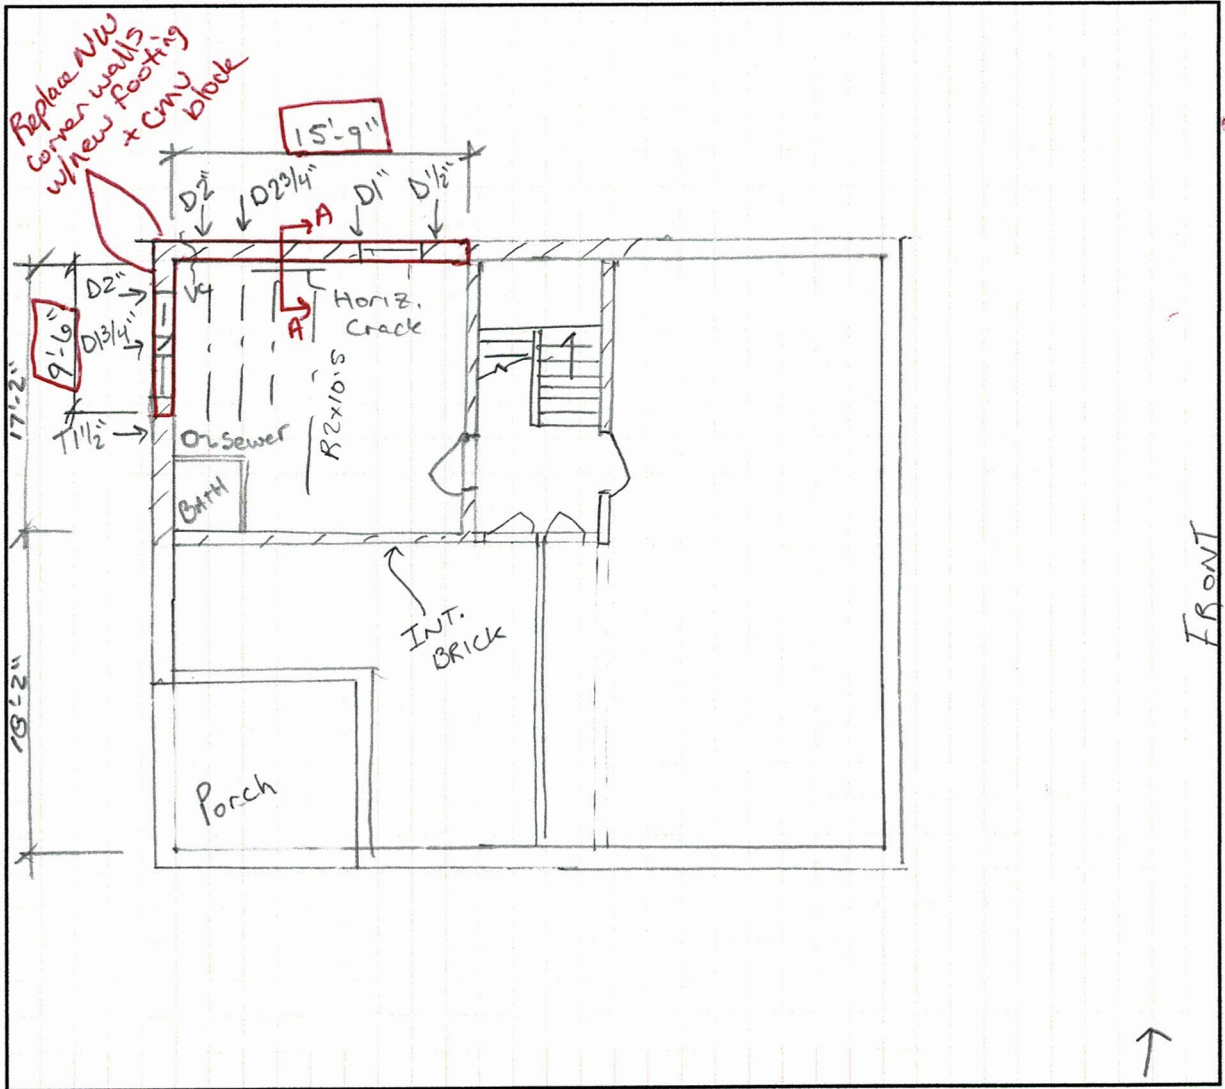 Replace NW
corner walls
w/new footing
+ cmu
block
15'-9"
D2"
D2 3/4"
D1"
D 1/2"
A
A
Horiz.
Crack
D2"
D1 3/4"
9'-6"
17'-2"
T1 1/2"
R2x10's
Sewer
BATH
INT.
BRICK
18'-2"
Porch
FRONT